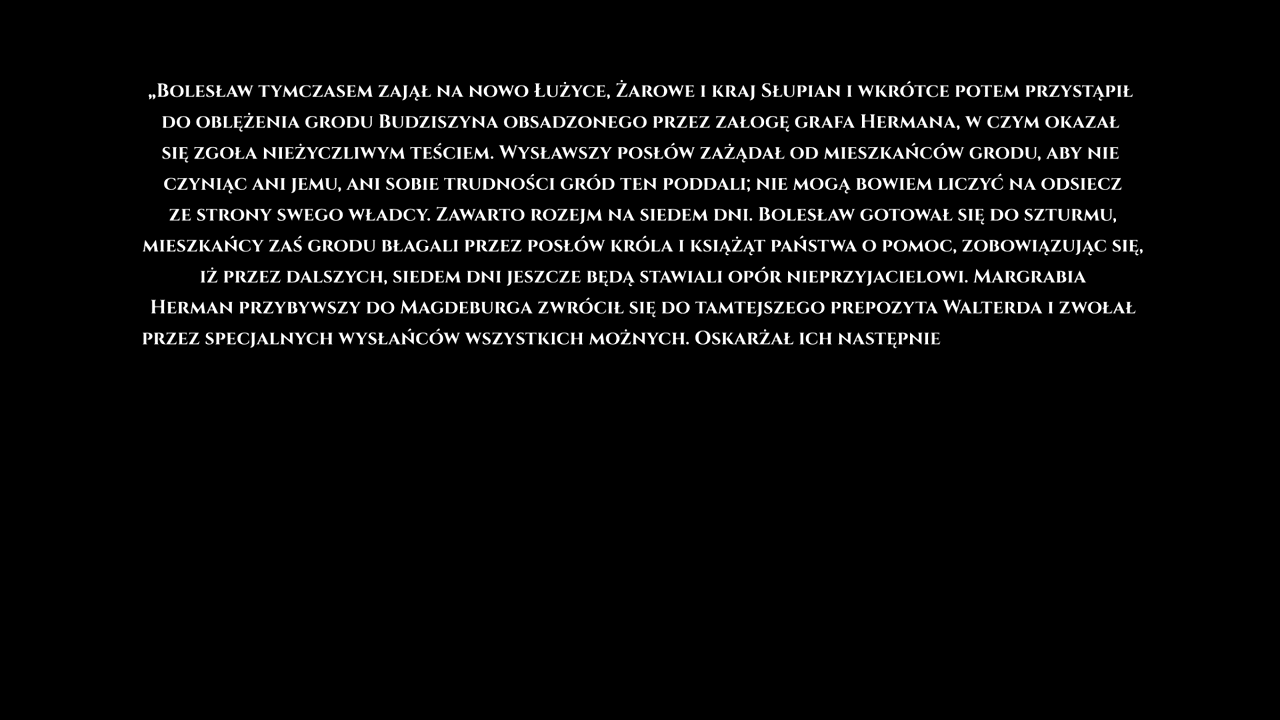 „Bolesław tymczasem zajął na nowo Łużyce, Żarowe i kraj Słupian i wkrótce potem przystąpił
do oblężenia grodu Budziszyna obsadzonego przez załogę grafa Hermana, w czym okazał
się zgoła nieżyczliwym teściem. Wysławszy posłów zażądał od mieszkańców grodu, aby nie
czyniąc ani jemu, ani sobie trudności gród ten poddali; nie mogą bowiem liczyć na odsiecz
ze strony swego władcy. Zawarto rozejm na siedem dni. Bolesław gotował się do szturmu,
mieszkańcy zaś grodu błagali przez posłów króla i książąt państwa o pomoc, zobowiązując się,
iż przez dalszych, siedem dni jeszcze będą stawiali opór nieprzyjacielowi. Margrabia
Herman przybywszy do Magdeburga zwrócił się do tamtejszego prepozyta Walterda i zwołał
przez specjalnych wysłańców wszystkich możnych. Oskarżał ich następnie